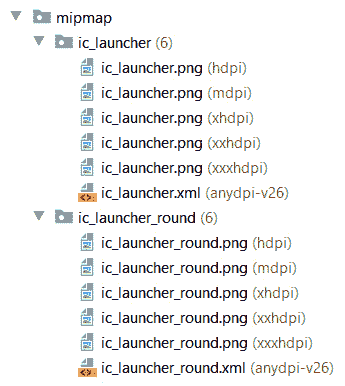 mipmap
ic_launcher (6)
ic_launcher.png (hdpi)
ic_launcher.png (mdpi)
ic_launcher.png (xhdpi)
ic_launcher.png (xxhdpi)
ic_launcher.png (xxxhdpi)
ic_launcher.xml (anydpi-v26)
ic_launcher_round (6)
ic_launcher_round.png (hdpi)
ic_launcher_round.png (mdpi)
ic_launcher_round.png (xhdpi)
ic_launcher_round.png (xxhdpi)
ic_launcher_round.png (xxxhdpi)
ic_launcher_round.xml (anydpi-v26)